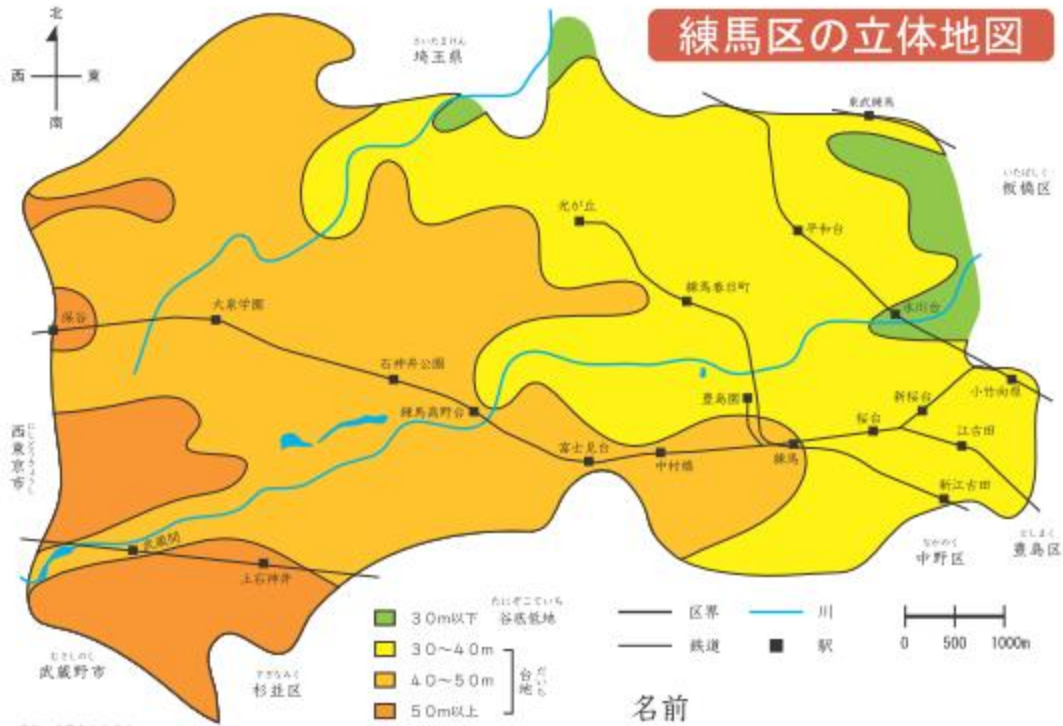 練馬区の立体地図
北
西 東
南
さいたまけん
埼玉県
東武練馬
いたばしく
板橋区
光が丘
平和台
練馬春日町
氷川台
保谷
大泉学園
石神井公園
練馬高野台
豊島園
新桜台
小竹向原
桜台
江古田
富士見台
中村橋
練馬
新江古田
西東京市
にしとうきょうし
武蔵関
上石神井
なかのく
中野区
としまく
豊島区
むさしのく
武蔵野市
すぎなみく
杉並区
30m以下 谷底低地
たにぞこていち
30～40m
40～50m
50m以上
台地
だいち
区界 川
鉄道 駅
0 500 1000m
名前